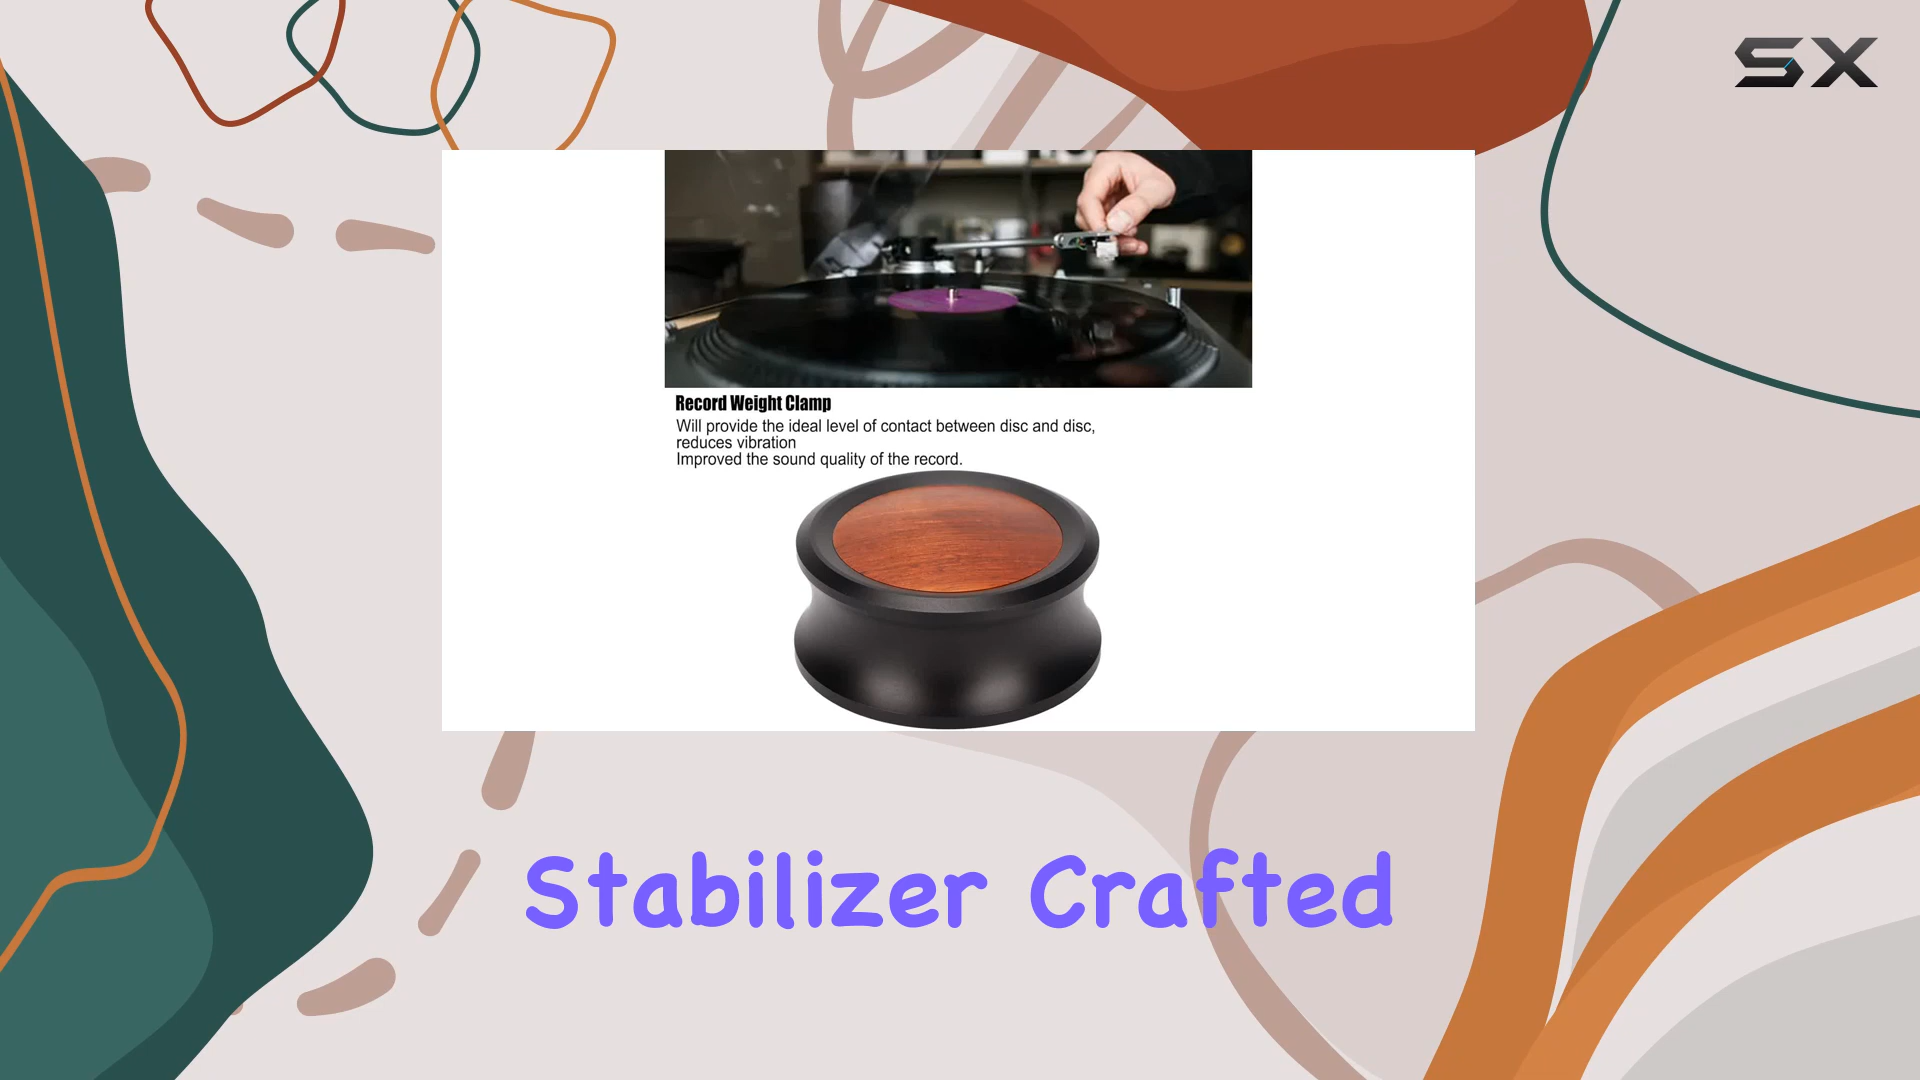 SX
Record Weight Clamp
Will provide the ideal level of contact between disc and disc,
reduces vibration
Improved the sound quality of the record.
Stabilizer Crafted